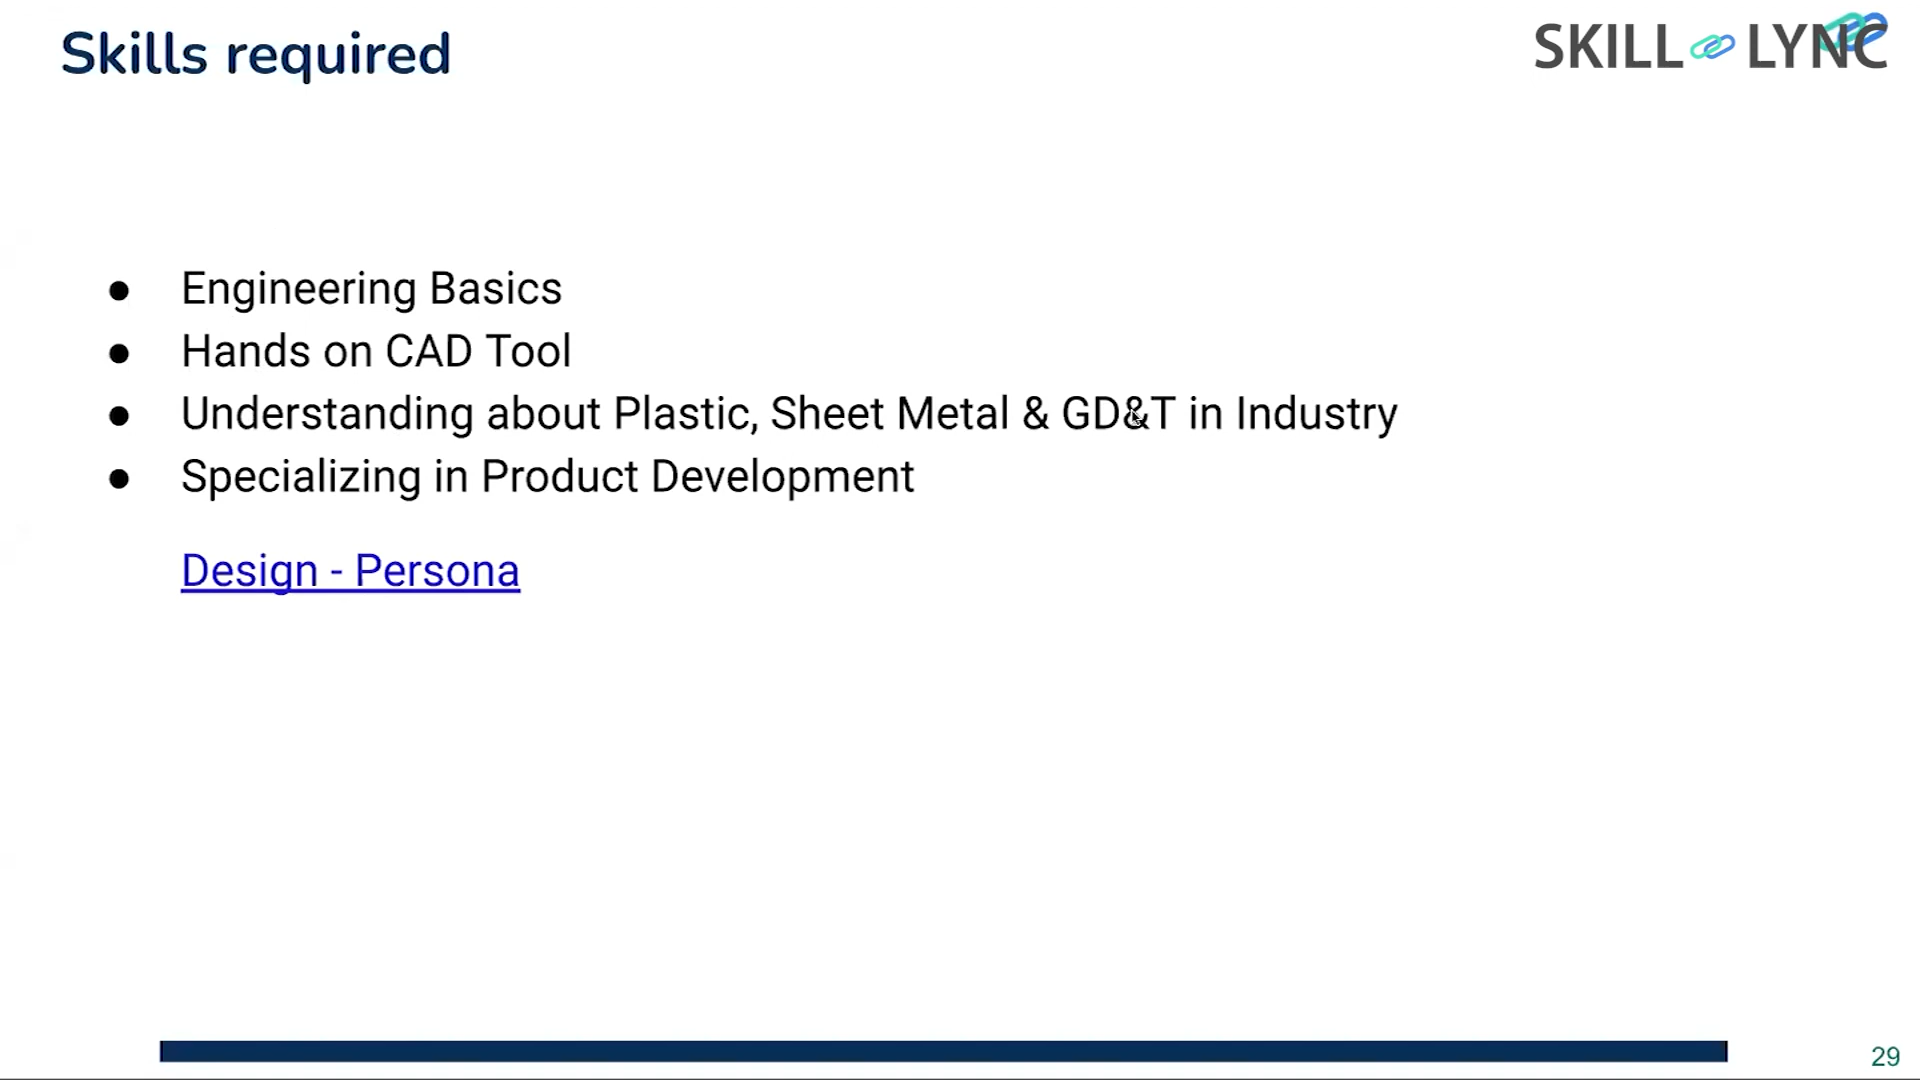 Skills required
SKILL LYNC
● Engineering Basics
● Hands on CAD Tool
● Understanding about Plastic, Sheet Metal & GD&T in Industry
● Specializing in Product Development
Design - Persona
29